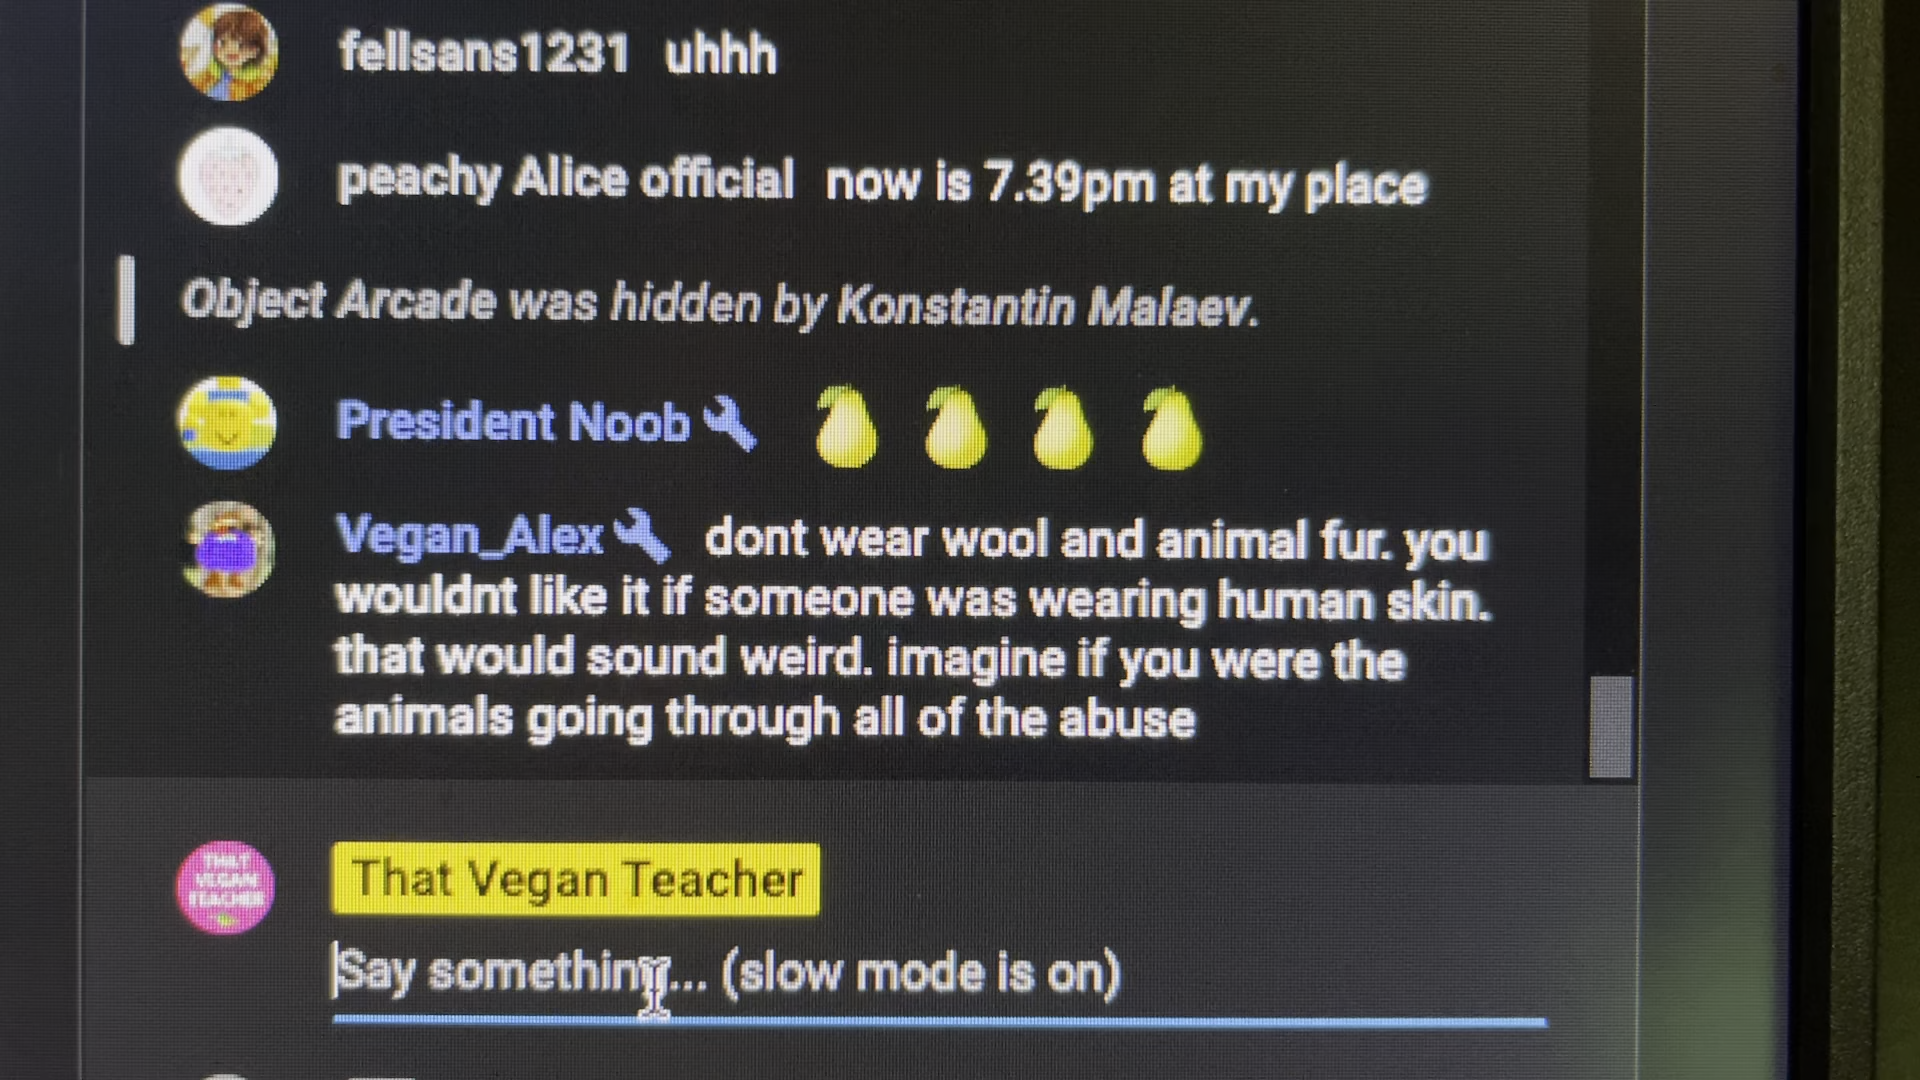 fellsans1231 uhhh
peachy Alice official now is 7.39pm at my place
Object Arcade was hidden by Konstantin Malaev.
President Noob 🍐 🍐 🍐 🍐
Vegan_Alex dont wear wool and animal fur. you
wouldnt like it if someone was wearing human skin.
that would sound weird. imagine if you were the
animals going through all of the abuse
THAT
VEGAN
TEACHER
That Vegan Teacher
Say something... (slow mode is on)